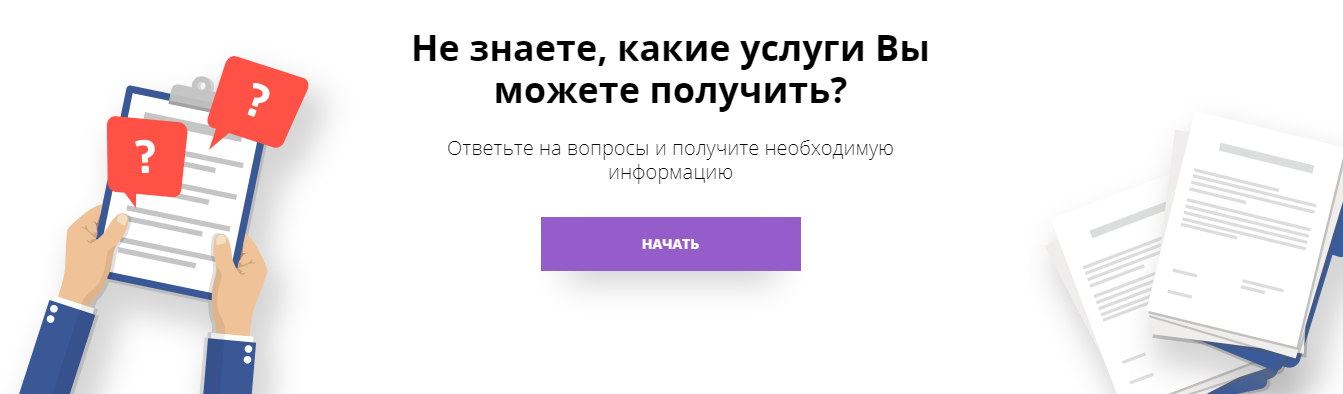 Не знаете, какие услуги Вы
можете получить?
?
?
Ответьте на вопросы и получите необходимую
информацию
НАЧАТЬ